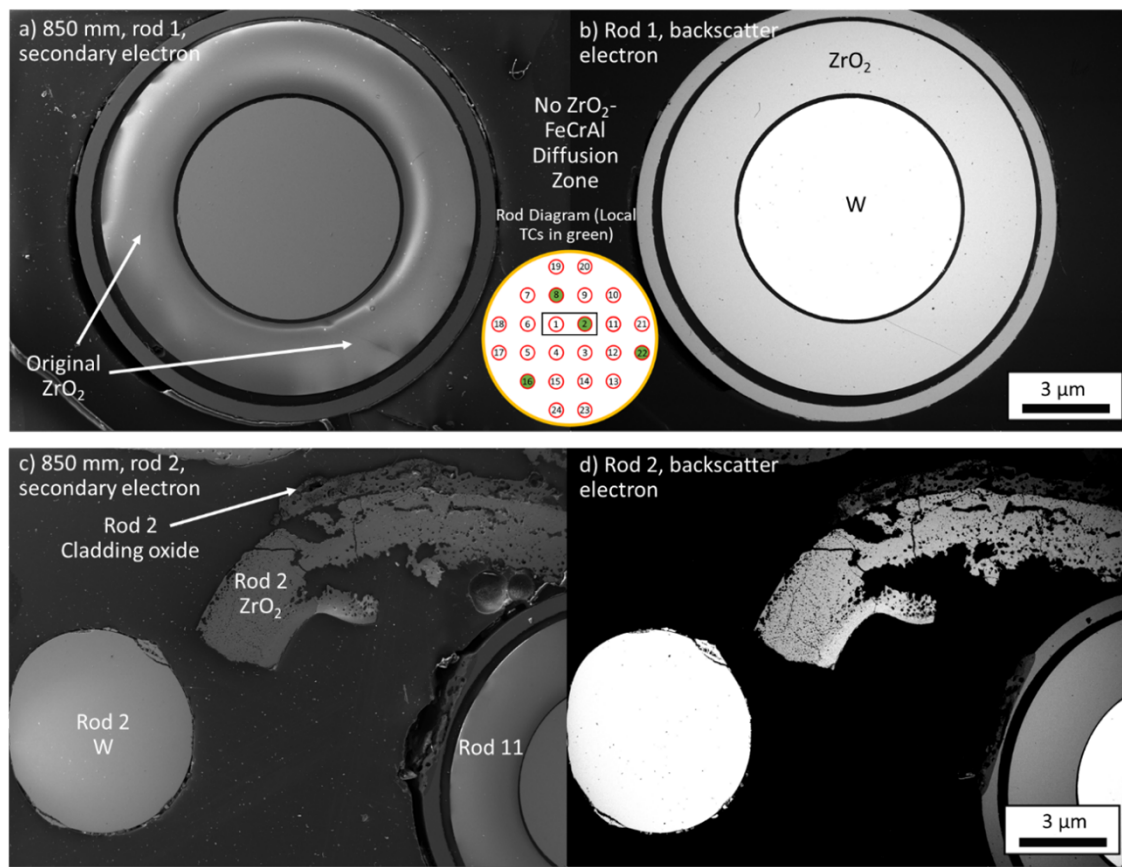 a) 850 mm, rod 1,
secondary electron
b) Rod 1, backscatter
electron
ZrO₂
No ZrO₂-
FeCrAl
Diffusion
Zone
W
Rod Diagram (Local
TCs in green)
19 20
7 8 9 10
18 6 1 2 11 21
17 5 4 3 12 22
16 15 14 13
24 23
Original
ZrO₂
3 µm
c) 850 mm, rod 2,
secondary electron
d) Rod 2, backscatter
electron
Rod 2
Cladding oxide
Rod 2
ZrO₂
Rod 2
W
Rod 11
3 µm